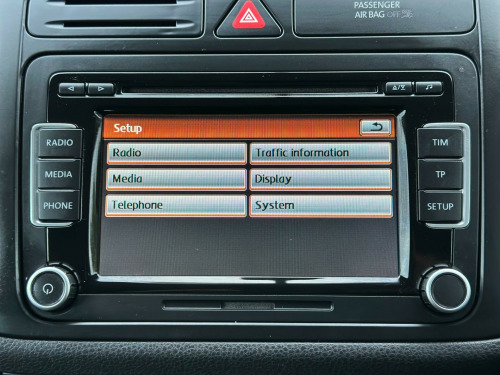 PASSENGER
AIR BAG OFF
Setup
RADIO
Radio
Traffic information
TIM
MEDIA
Media
Display
TP
PHONE
Telephone
System
SETUP